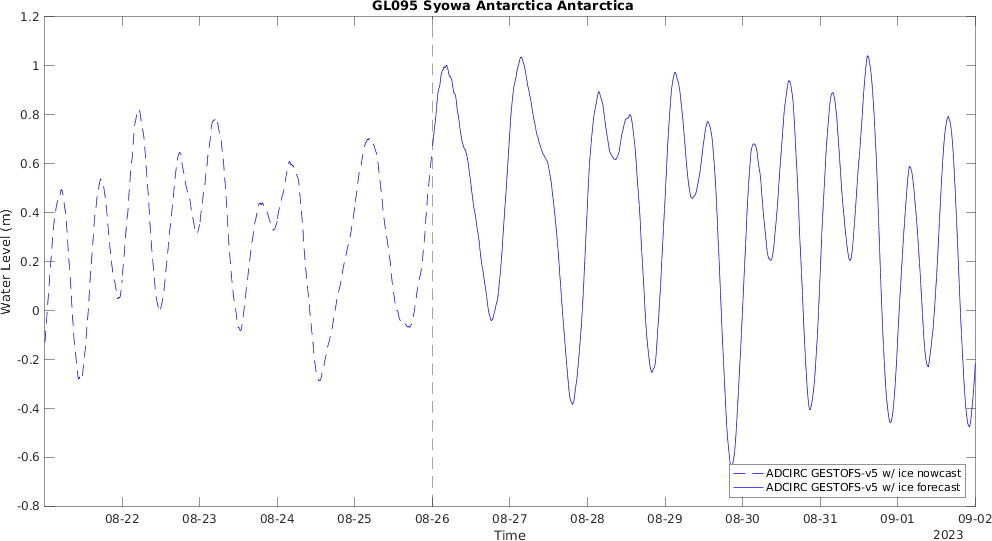 GL095 Syowa Antarctica Antarctica
1.2
1
0.8
0.6
0.4
0.2
0
-0.2
-0.4
-0.6
-0.8
Water Level (m)
ADCIRC GESTOFS-v5 w/ ice nowcast
ADCIRC GESTOFS-v5 w/ ice forecast
08-22 08-23 08-24 08-25 08-26 08-27 08-28 08-29 08-30 08-31 09-01 09-02
Time
2023